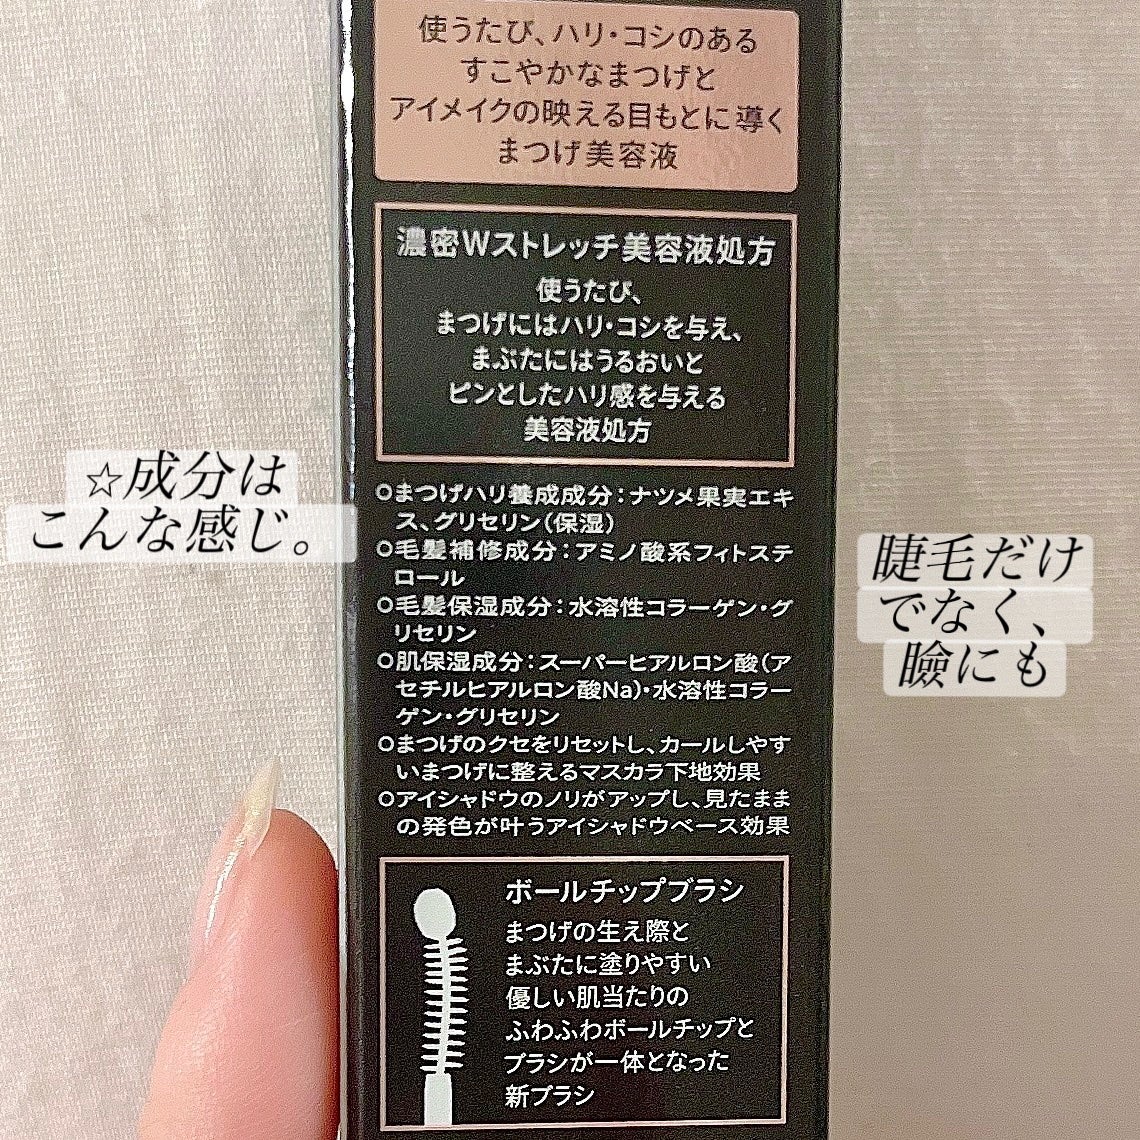 使うたび、ハリ・コシのある
すこやかなまつげと
アイメイクの映える目もとに導く
まつげ美容液
濃密Wストレッチ美容液処方
使うたび、
まつげにはハリ・コシを与え、
まぶたにはうるおいと
ピンとしたハリ感を与える
美容液処方
○まつげハリ養成成分：ナツメ果実エキ
ス、グリセリン（保湿）
○毛髪補修成分：アミノ酸系フィトステ
ロール
○毛髪保湿成分：水溶性コラーゲン・グ
リセリン
○肌保湿成分：スーパーヒアルロン酸（ア
セチルヒアルロン酸Na）・水溶性コラー
ゲン・グリセリン
○まつげのクセをリセットし、カールしやす
いまつげに整えるマスカラ下地効果
○アイシャドウのノリがアップし、見たまま
の発色が叶うアイシャドウベース効果
ボールチップブラシ
まつげの生え際と
まぶたに塗りやすい
優しい肌当たりの
ふわふわボールチップと
ブラシが一体となった
新ブラシ
☆成分は
こんな感じ。
睫毛だけ
でなく、
瞼にも